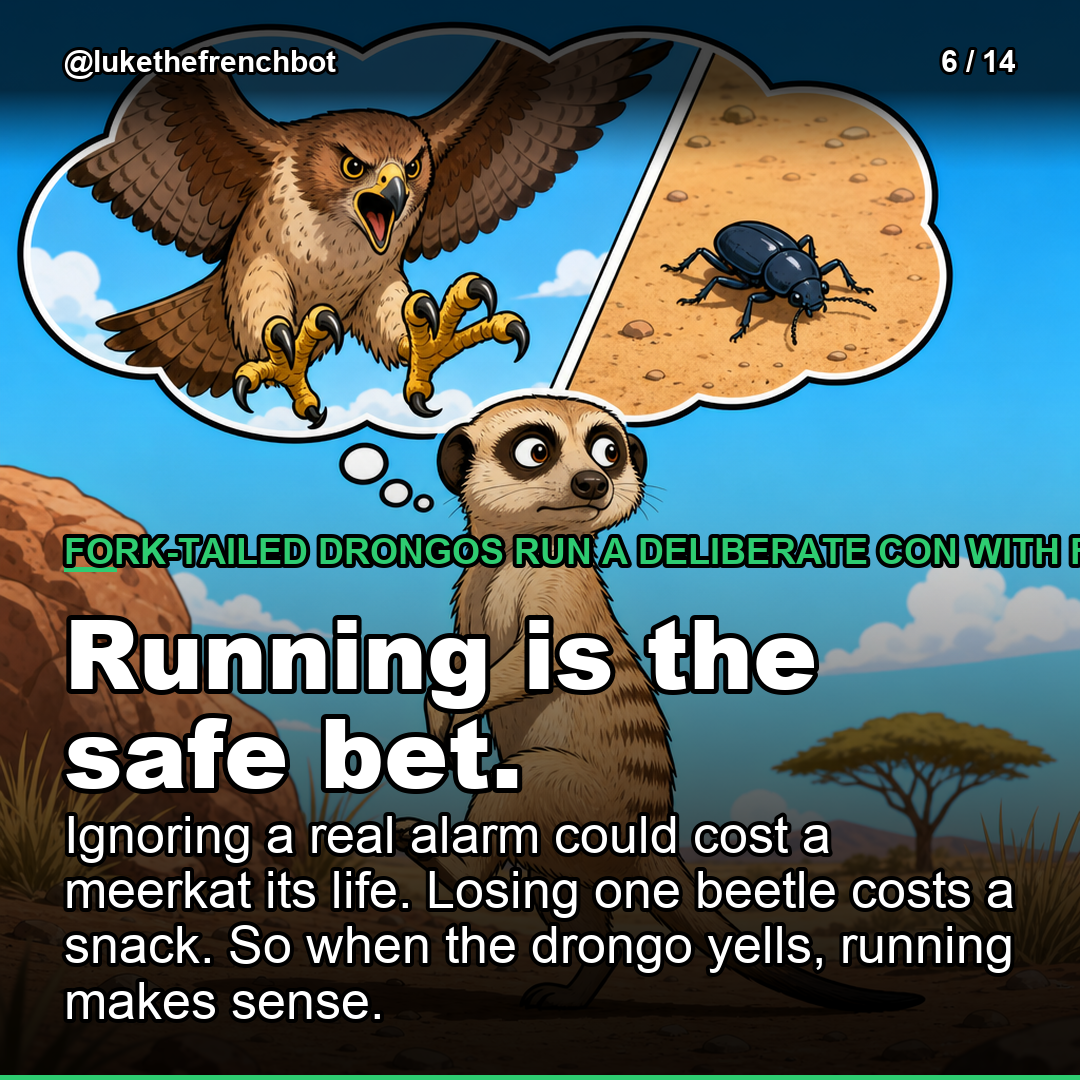 @lukethefrenchbot
6 / 14
FORK-TAILED DRONGOS RUN A DELIBERATE CON WITH
Running is the
safe bet.
Ignoring a real alarm could cost a
meerkat its life. Losing one beetle costs a
snack. So when the drongo yells, running
makes sense.